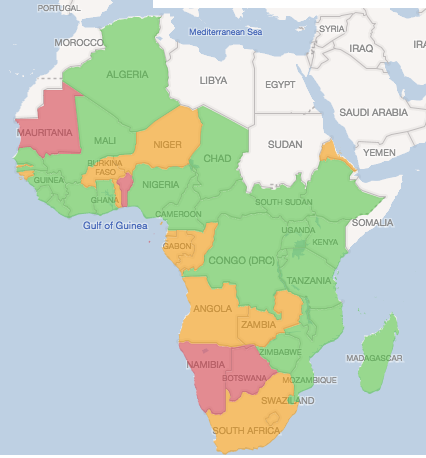 PORTUGAL
Mediterranean Sea
SYRIA
MOROCCO
IRAQ
IRA
ALGERIA
LIBYA
EGYPT
SAUDI ARABIA
MAURITANIA
MALI
NIGER
SUDAN
YEMEN
CHAD
BURKINA
FASO
GUINEA
NIGERIA
GHANA
SOUTH SUDAN
CAMEROON
Gulf of Guinea
SOMALIA
UGANDA
KENYA
GABON
CONGO (DRC)
TANZANIA
ANGOLA
ZAMBIA
ZIMBABWE
MADAGASCAR
NAMIBIA
BOTSWANA
MOZAMBIQUE
SWAZILAND
SOUTH AFRICA